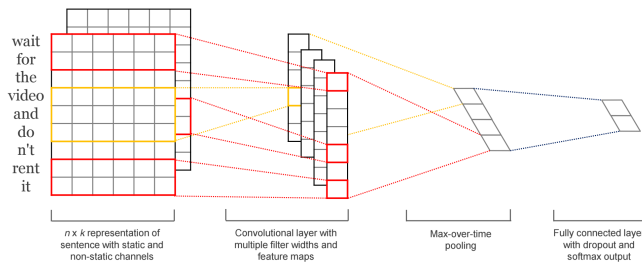 wait
for
the
video
and
do
n't
rent
it
n x k representation of
sentence with static and
non-static channels
Convolutional layer with
multiple filter widths and
feature maps
Max-over-time
pooling
Fully connected layer
with dropout and
softmax output